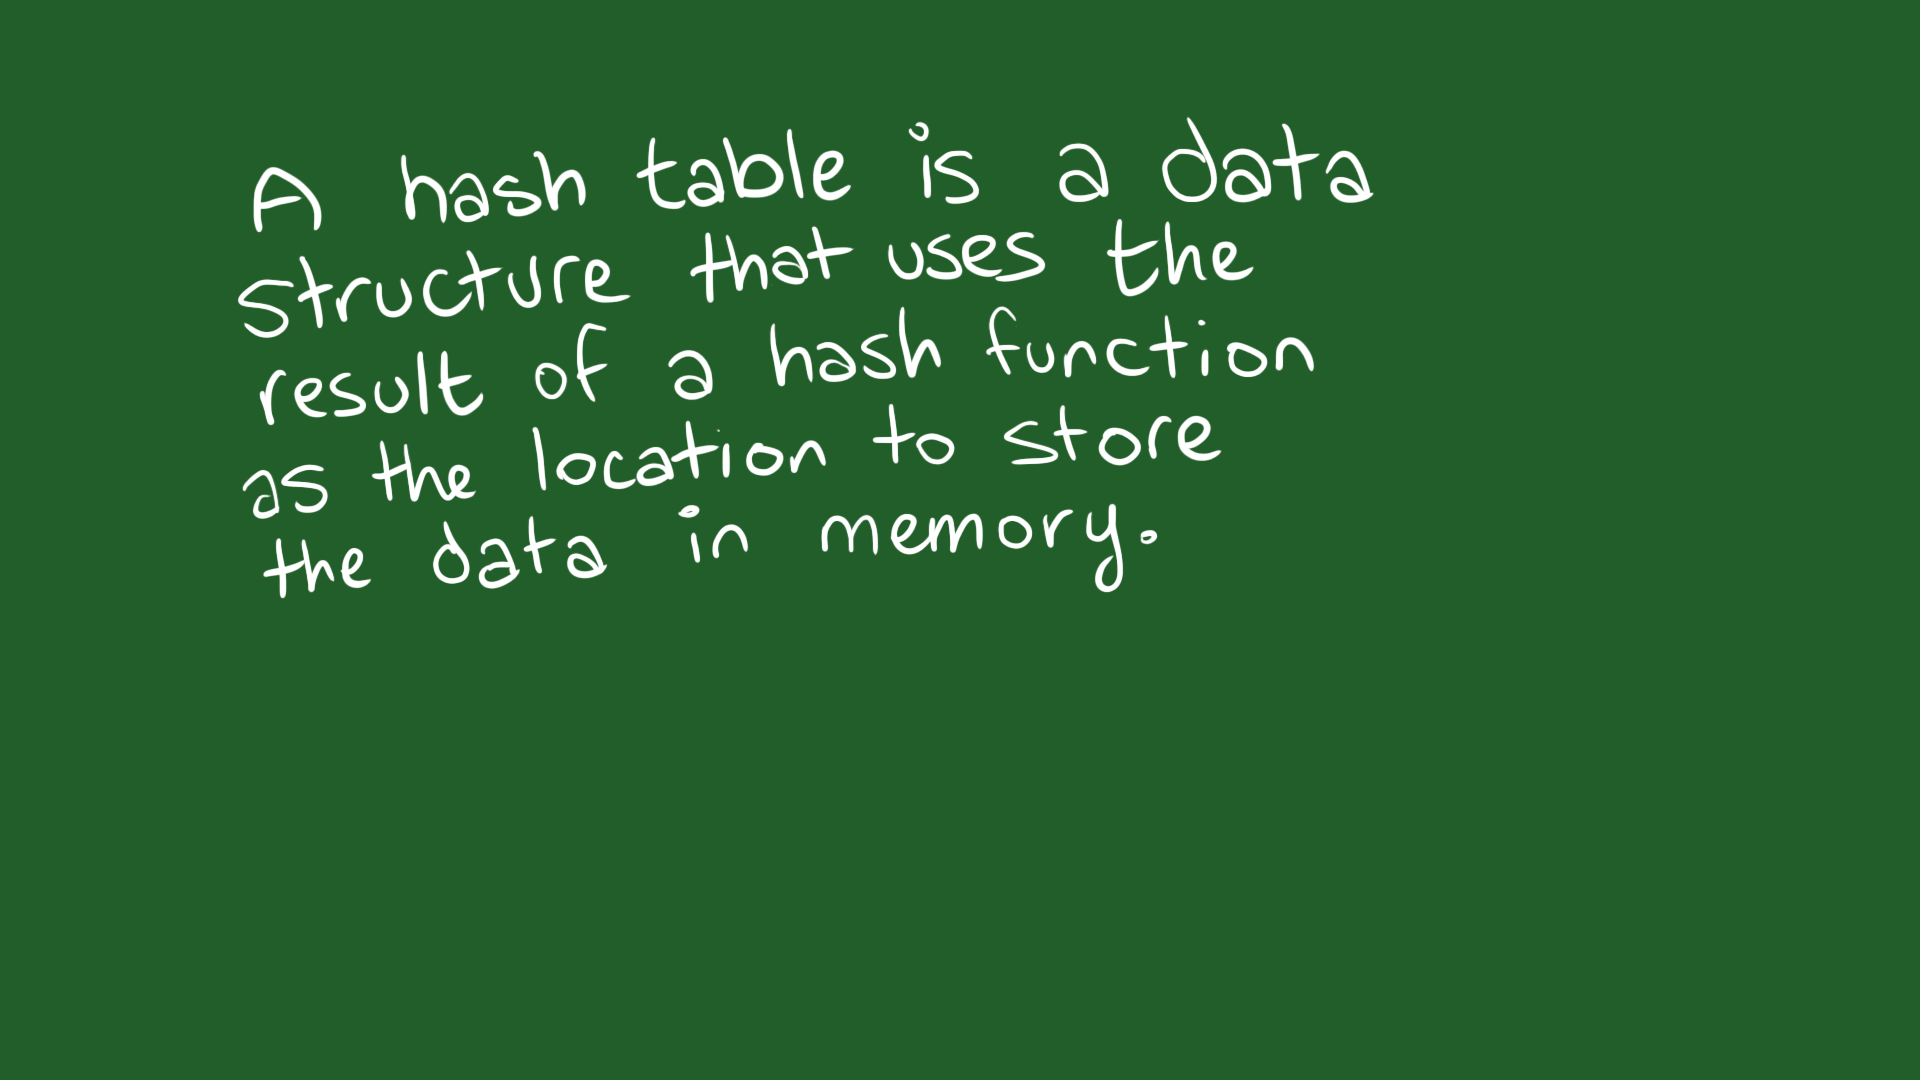 A hash table is a data
structure that uses the
result of a hash function
as the location to store
the data in memory.